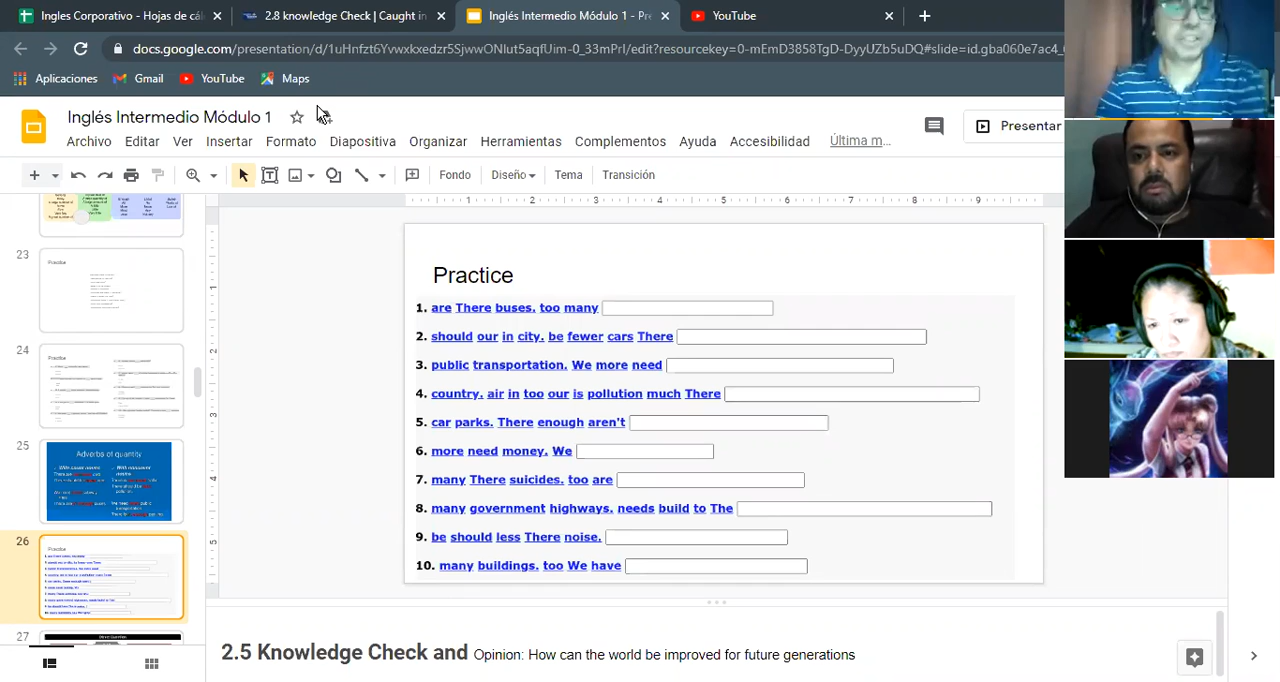 Ingles Corporativo - Hojas de cál
2.8 knowledge Check | Caught in
Inglés Intermedio Módulo 1 - Pre
YouTube
docs.google.com/presentation/d/1uHnfzt6Yvwxkxedzr5SjwwONlut5aqfUim-0_33mPrI/edit?resourcekey=0-mEmD3858TgD-DyyUZb5uDQ#slide=id.gba060e7ac4_
Aplicaciones
Gmail
YouTube
Maps
Inglés Intermedio Módulo 1
Archivo Editar Ver Insertar Formato Diapositiva Organizar Herramientas Complementos Ayuda Accesibilidad Última m...
Presentar
Fondo Diseño Tema Transición
23
Practice
24
Practice
25
Adverbs of quantity
26
Practice
27
Practice
1. are There buses. too many
2. should our in city. be fewer cars There
3. public transportation. We more need
4. country. air in too our is pollution much There
5. car parks. There enough aren't
6. more need money. We
7. many There suicides. too are
8. many government highways. needs build to The
9. be should less There noise.
10. many buildings. too We have
2.5 Knowledge Check and Opinion: How can the world be improved for future generations